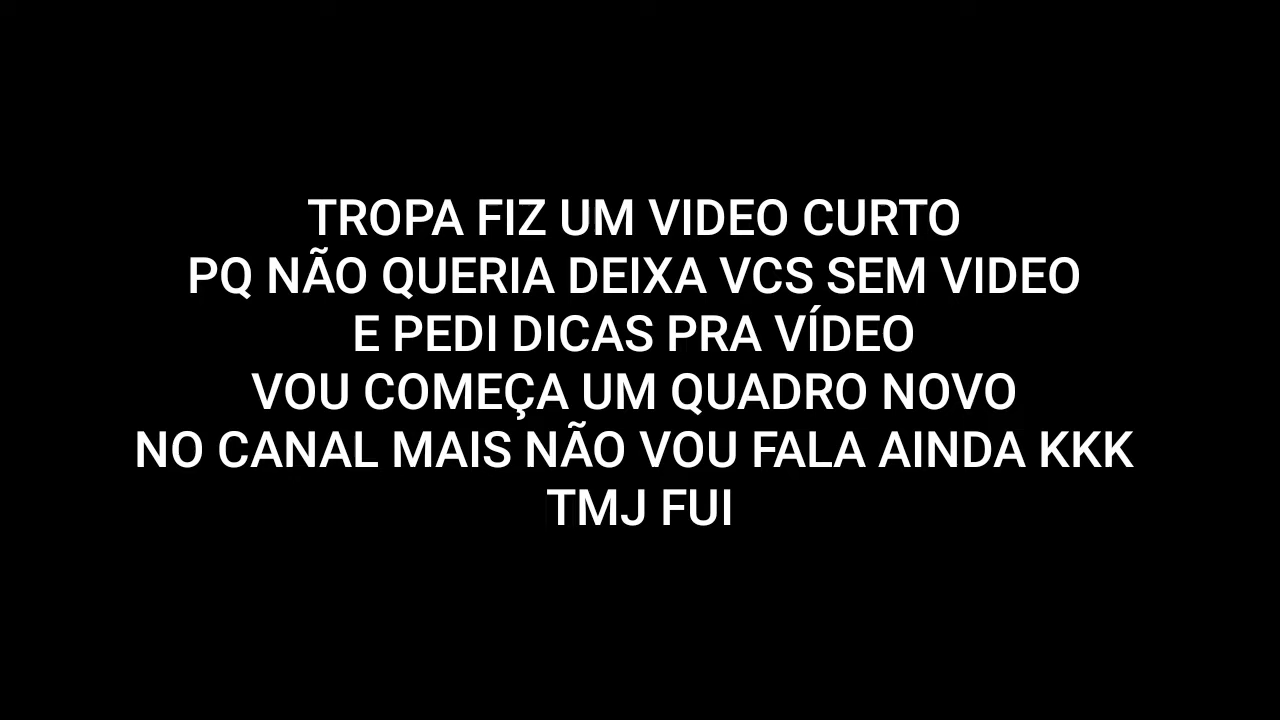 TROPA FIZ UM VIDEO CURTO
PQ NÃO QUERIA DEIXA VCS SEM VIDEO
E PEDI DICAS PRA VÍDEO
VOU COMEÇA UM QUADRO NOVO
NO CANAL MAIS NÃO VOU FALA AINDA KKK
TMJ FUI